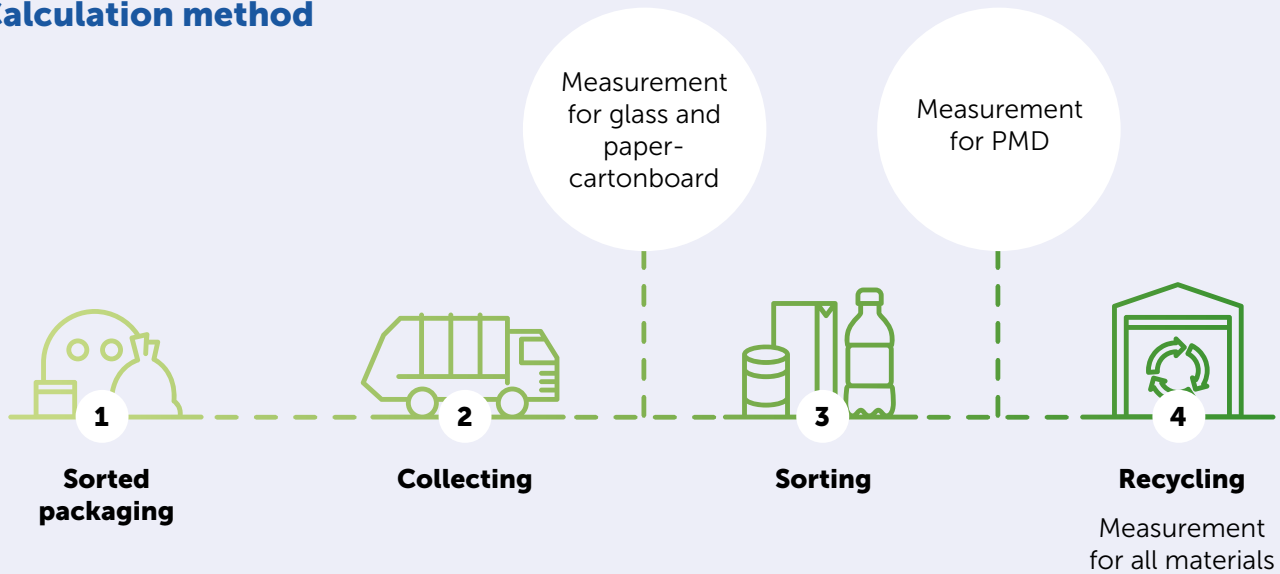 Calculation method
Measurement
for glass and
paper-
cartonboard
Measurement
for PMD
1
2
3
4
Sorted
packaging
Collecting
Sorting
Recycling
Measurement
for all materials